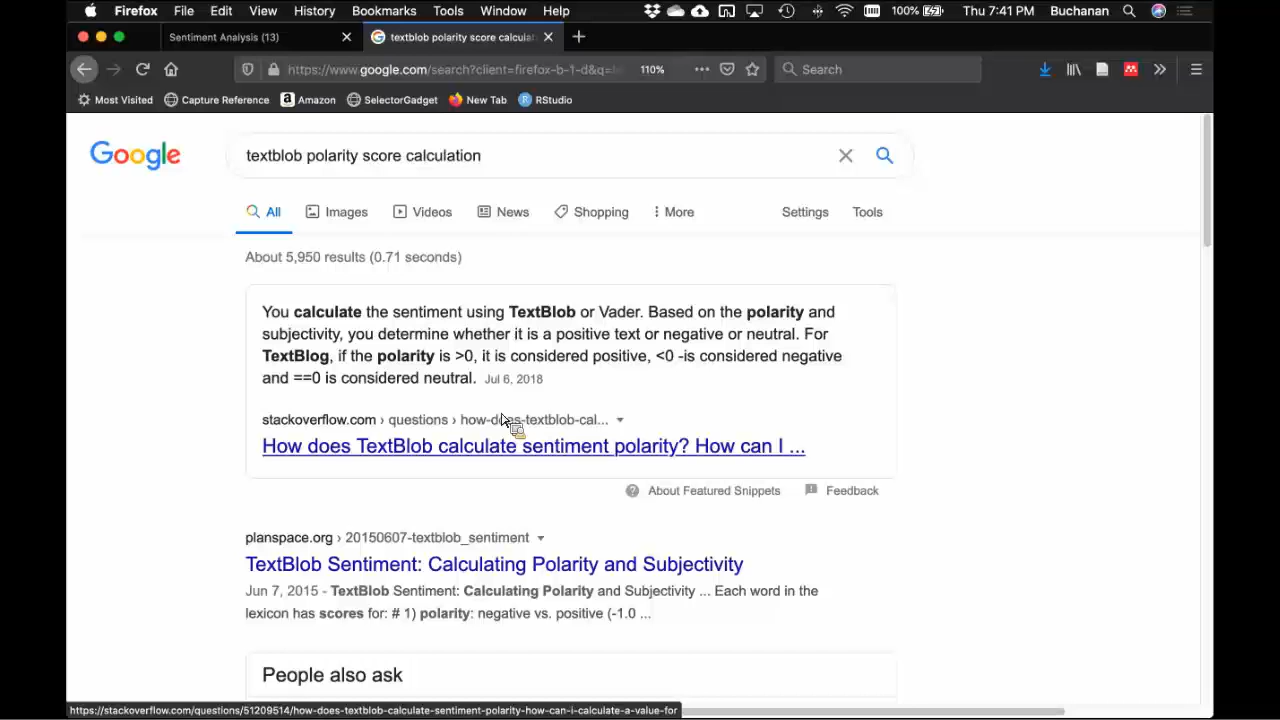 Firefox File Edit View History Bookmarks Tools Window Help 100% Thu 7:41 PM Buchanan
Sentiment Analysis (13) textblob polarity score calculat
https://www.google.com/search?client=firefox-b-1-d&q= 110% Search
Most Visited Capture Reference Amazon SelectorGadget New Tab RStudio
Google textblob polarity score calculation
All Images Videos News Shopping More Settings Tools
About 5,950 results (0.71 seconds)
You calculate the sentiment using TextBlob or Vader. Based on the polarity and
subjectivity, you determine whether it is a positive text or negative or neutral. For
TextBlog, if the polarity is >0, it is considered positive, <0 -is considered negative
and ==0 is considered neutral. Jul 6, 2018
stackoverflow.com › questions › how-does-textblob-cal...
How does TextBlob calculate sentiment polarity? How can I ...
About Featured Snippets Feedback
planspace.org › 20150607-textblob_sentiment
TextBlob Sentiment: Calculating Polarity and Subjectivity
Jun 7, 2015 - TextBlob Sentiment: Calculating Polarity and Subjectivity ... Each word in the
lexicon has scores for: # 1) polarity: negative vs. positive (-1.0 ...
People also ask
https://stackoverflow.com/questions/51209514/how-does-textblob-calculate-sentiment-polarity-how-can-i-calculate-a-value-for